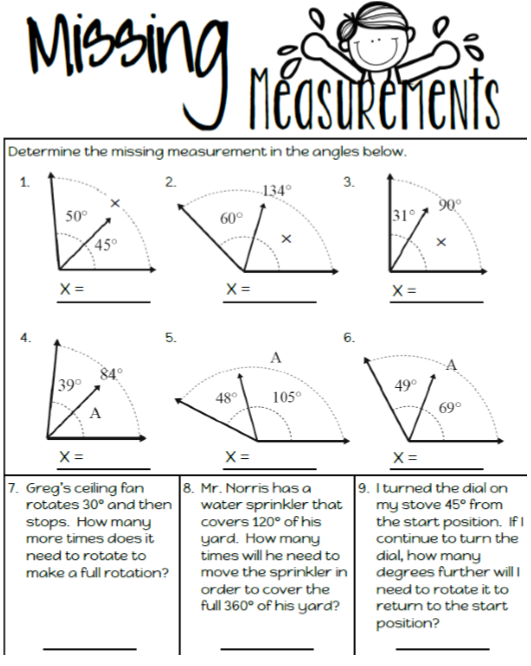 Missing
Measurements
Determine the missing measurement in the angles below.
1.
50°
x
45°
X =
2.
134°
60°
x
X =
3.
31°
90°
x
X =
4.
39°
84°
A
X =
5.
A
48°
105°
X =
6.
A
49°
69°
X =
7. Greg's ceiling fan
rotates 30° and then
stops. How many
more times does it
need to rotate to
make a full rotation?
8. Mr. Norris has a
water sprinkler that
covers 120° of his
yard. How many
times will he need to
move the sprinkler in
order to cover the
full 360° of his yard?
9. I turned the dial on
my stove 45° from
the start position. If I
continue to turn the
dial, how many
degrees further will I
need to rotate it to
return to the start
position?